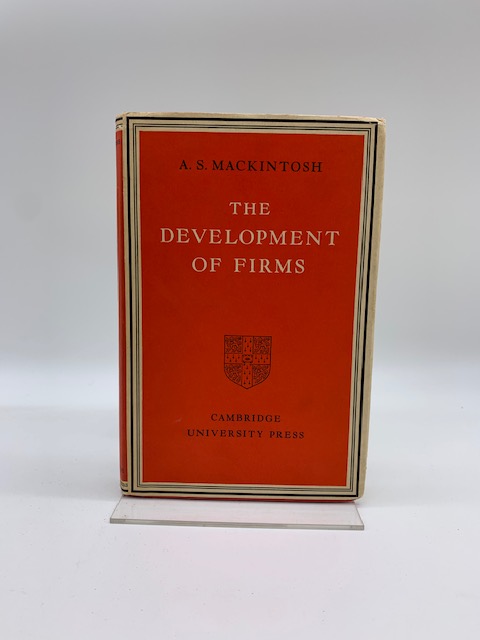 A. S. MACKINTOSH
THE
DEVELOPMENT
OF FIRMS
CAMBRIDGE
UNIVERSITY PRESS